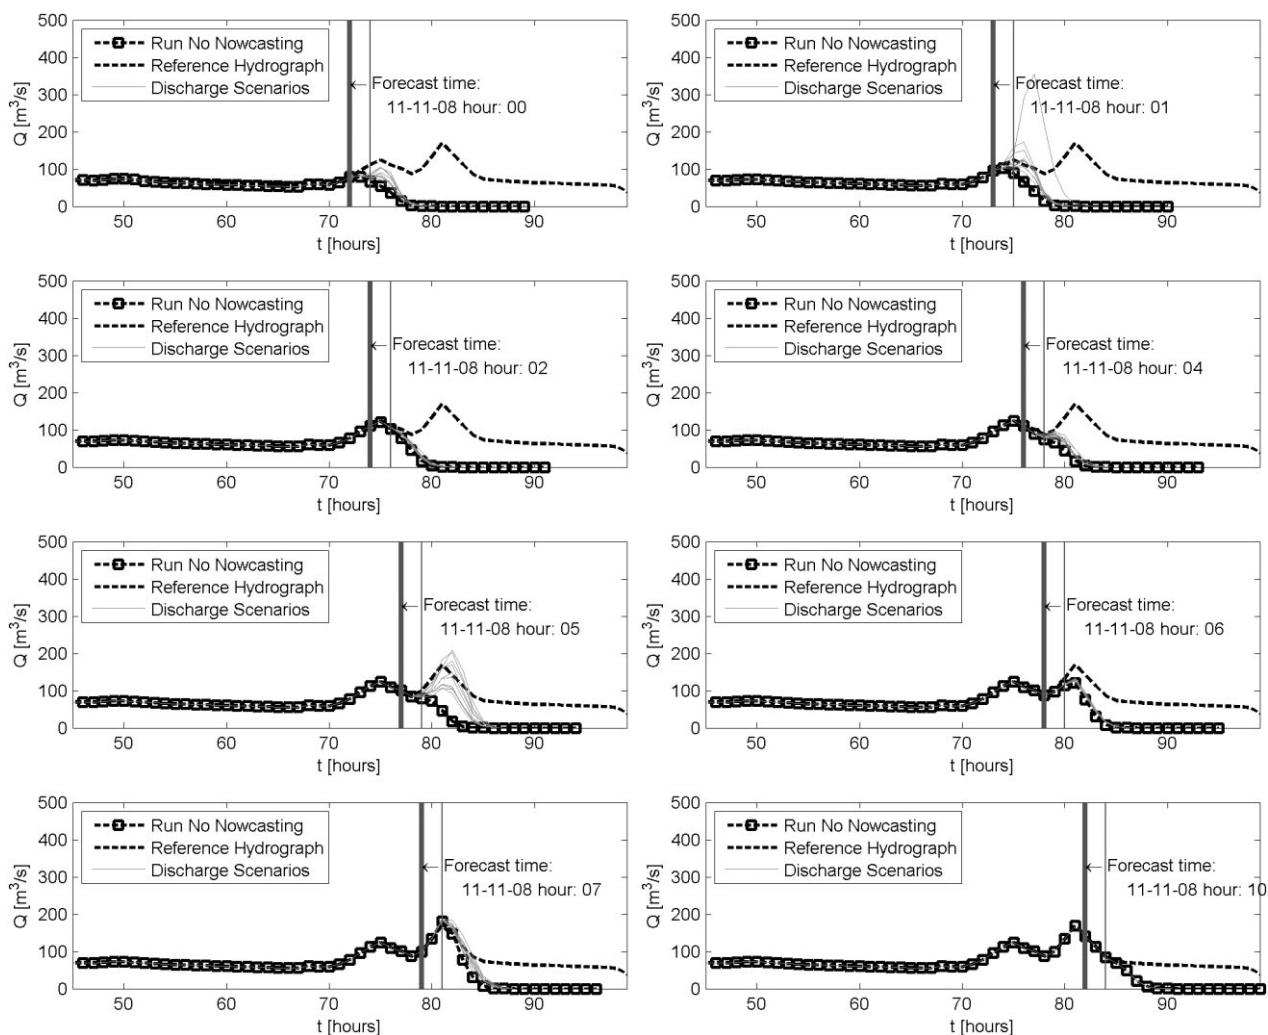 500
400
300
200
100
0
Q [m³/s]
Run No Nowcasting
Reference Hydrograph
Discharge Scenarios
← Forecast time:
11-11-08 hour: 00
50 60 70 80 90
t [hours]
500
400
300
200
100
0
Q [m³/s]
Run No Nowcasting
Reference Hydrograph
Discharge Scenarios
← Forecast time:
11-11-08 hour: 01
50 60 70 80 90
t [hours]
500
400
300
200
100
0
Q [m³/s]
Run No Nowcasting
Reference Hydrograph
Discharge Scenarios
← Forecast time:
11-11-08 hour: 02
50 60 70 80 90
t [hours]
500
400
300
200
100
0
Q [m³/s]
Run No Nowcasting
Reference Hydrograph
Discharge Scenarios
← Forecast time:
11-11-08 hour: 04
50 60 70 80 90
t [hours]
500
400
300
200
100
0
Q [m³/s]
Run No Nowcasting
Reference Hydrograph
Discharge Scenarios
← Forecast time:
11-11-08 hour: 05
50 60 70 80 90
t [hours]
500
400
300
200
100
0
Q [m³/s]
Run No Nowcasting
Reference Hydrograph
Discharge Scenarios
← Forecast time:
11-11-08 hour: 06
50 60 70 80 90
t [hours]
500
400
300
200
100
0
Q [m³/s]
Run No Nowcasting
Reference Hydrograph
Discharge Scenarios
← Forecast time:
11-11-08 hour: 07
50 60 70 80 90
t [hours]
500
400
300
200
100
0
Q [m³/s]
Run No Nowcasting
Reference Hydrograph
Discharge Scenarios
← Forecast time:
11-11-08 hour: 10
50 60 70 80 90
t [hours]